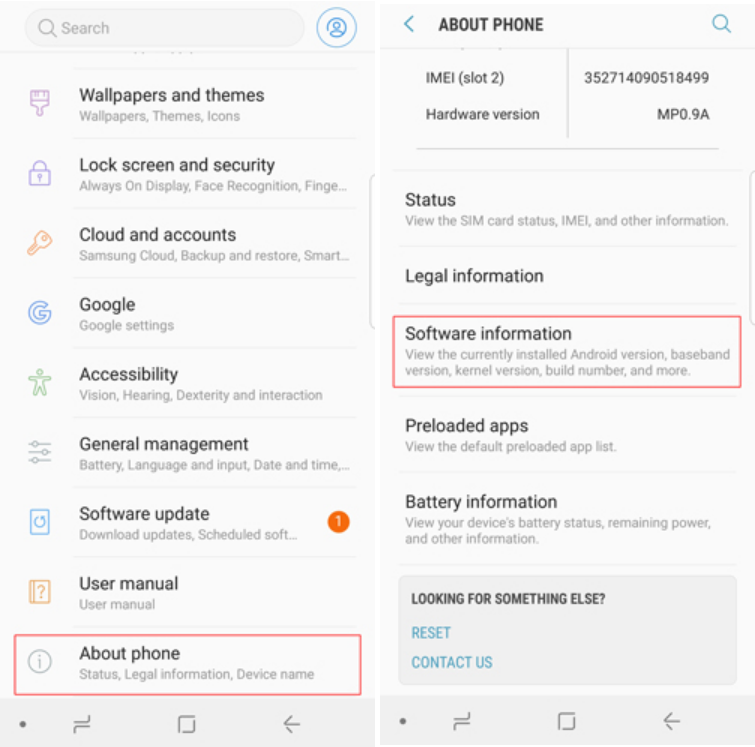 Search
Wallpapers and themes
Wallpapers, Themes, Icons
Lock screen and security
Always On Display, Face Recognition, Finge...
Cloud and accounts
Samsung Cloud, Backup and restore, Smart...
Google
Google settings
Accessibility
Vision, Hearing, Dexterity and interaction
General management
Battery, Language and input, Date and time,...
Software update
Download updates, Scheduled soft...
1
User manual
User manual
About phone
Status, Legal information, Device name
ABOUT PHONE
IMEI (slot 2) 352714090518499
Hardware version MP0.9A
Status
View the SIM card status, IMEI, and other information.
Legal information
Software information
View the currently installed Android version, baseband
version, kernel version, build number, and more.
Preloaded apps
View the default preloaded app list.
Battery information
View your device's battery status, remaining power,
and other information.
LOOKING FOR SOMETHING ELSE?
RESET
CONTACT US